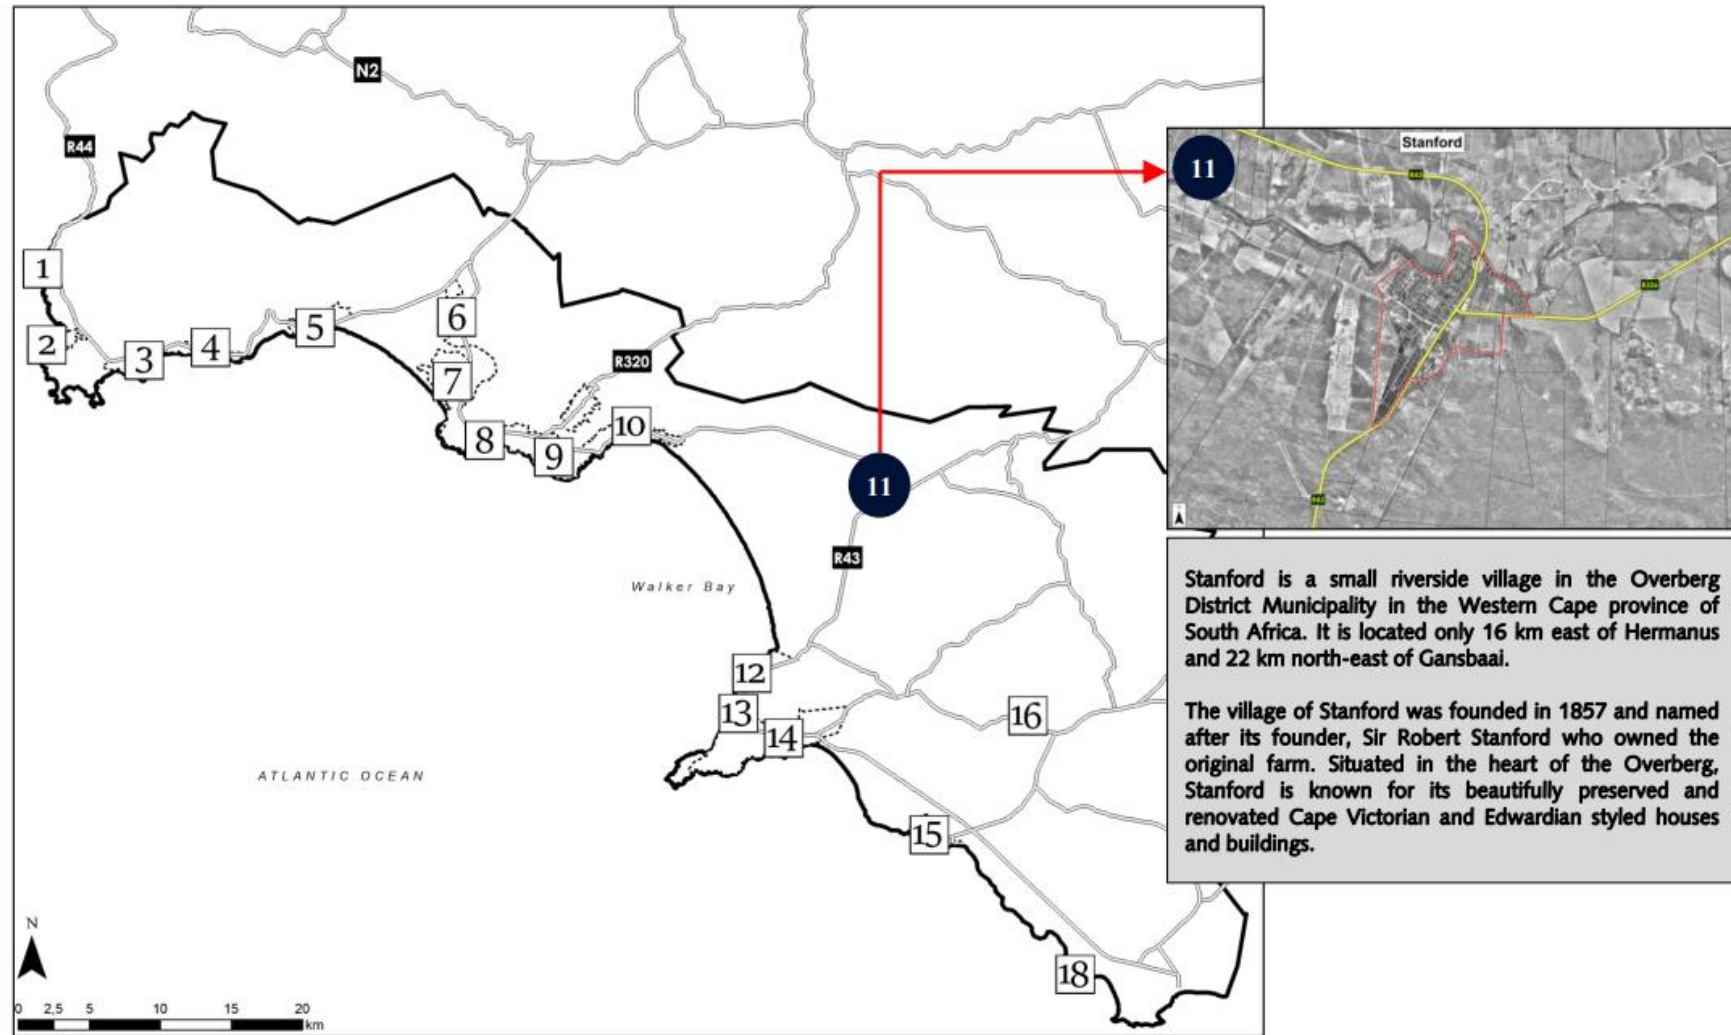 N2
R44
11
Stanford
R43
R326
R43
1
2
3
4
5
6
7
8
9
10
R320
11
R43
Walker Bay
12
13
14
16
ATLANTIC OCEAN
15
18
N
0 2,5 5 10 15 20
km
Stanford is a small riverside village in the Overberg
District Municipality in the Western Cape province of
South Africa. It is located only 16 km east of Hermanus
and 22 km north-east of Gansbaai.
The village of Stanford was founded in 1857 and named
after its founder, Sir Robert Stanford who owned the
original farm. Situated in the heart of the Overberg,
Stanford is known for its beautifully preserved and
renovated Cape Victorian and Edwardian styled houses
and buildings.